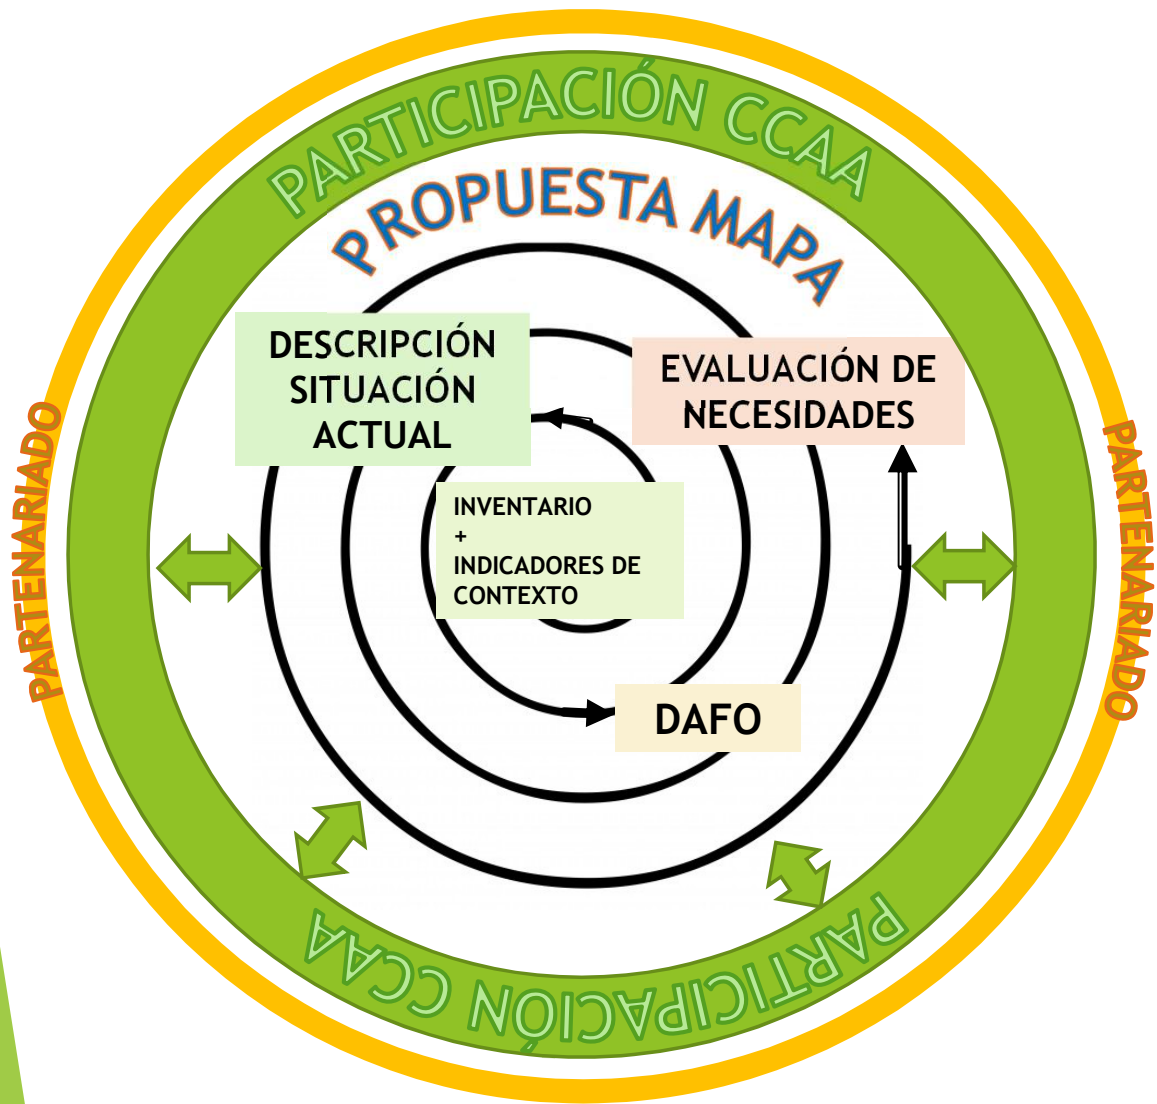 PARTICIPACIÓN CCAA
PROPUESTA MAPA
DESCRIPCIÓN
SITUACIÓN
ACTUAL
EVALUACIÓN DE
NECESIDADES
INVENTARIO
+
INDICADORES DE
CONTEXTO
DAFO
PARTENARIADO
PARTENARIADO
PARTICIPACIÓN CCAA